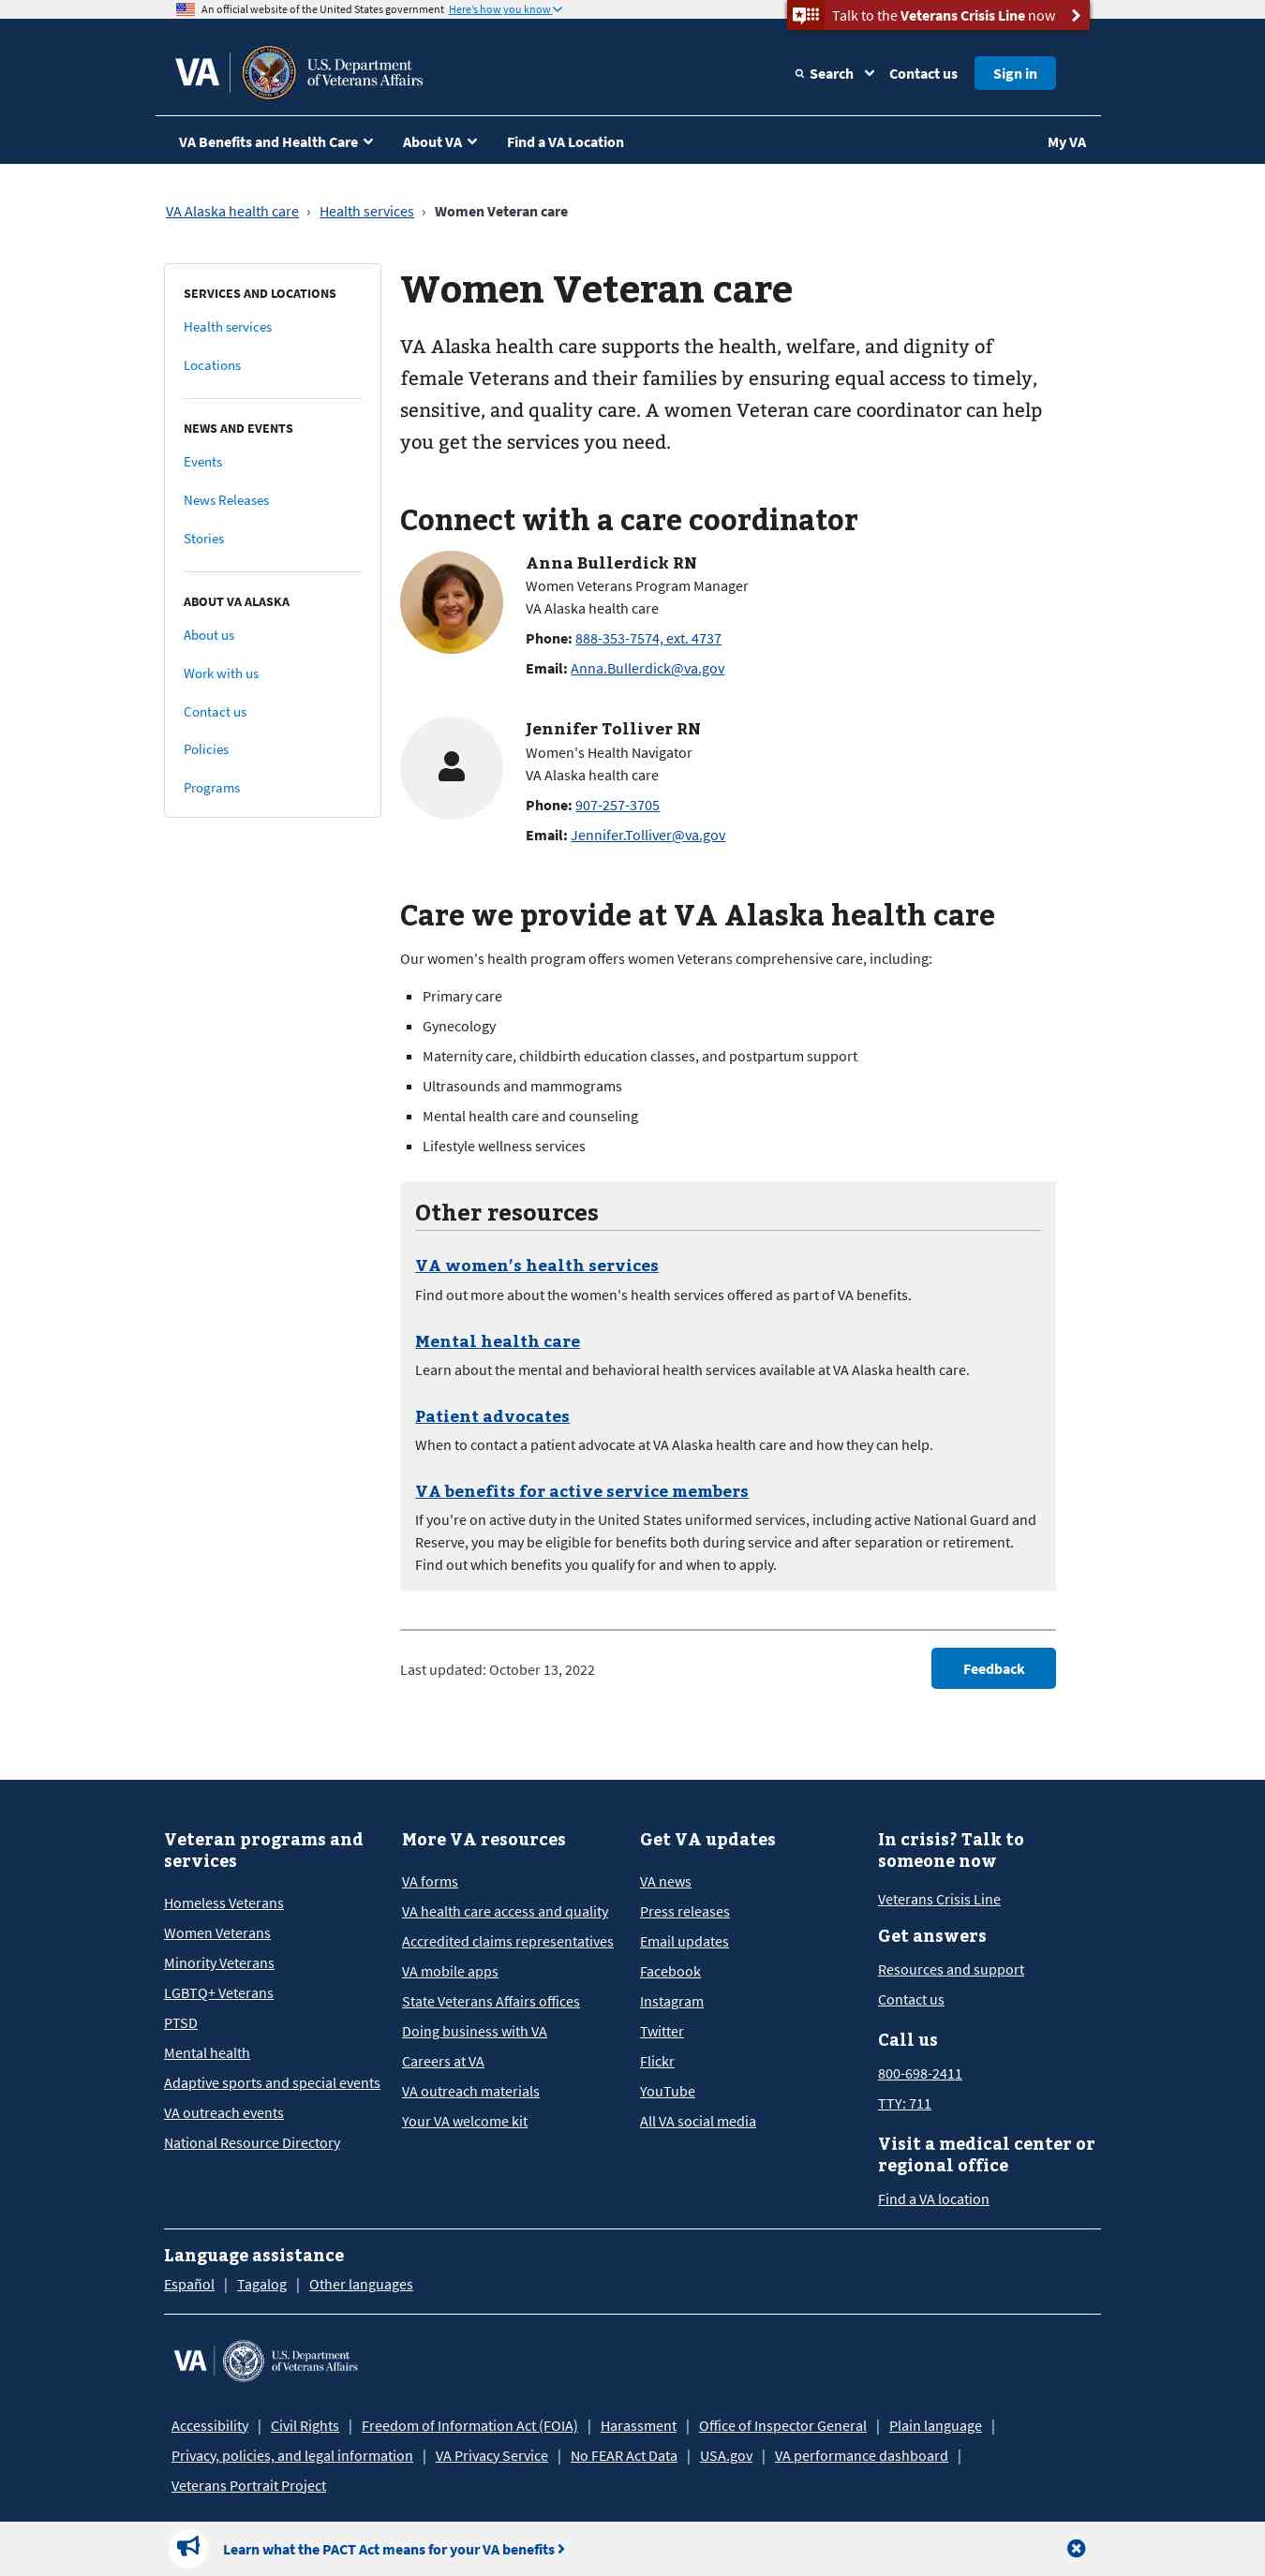 An official website of the United States government Here's how you know
Talk to the Veterans Crisis Line now
VA
U.S. Department
of Veterans Affairs
Search
Contact us
Sign in
VA Benefits and Health Care
About VA
Find a VA Location
My VA
VA Alaska health care › Health services › Women Veteran care
SERVICES AND LOCATIONS
Health services
Locations
NEWS AND EVENTS
Events
News Releases
Stories
ABOUT VA ALASKA
About us
Work with us
Contact us
Policies
Programs
Women Veteran care
VA Alaska health care supports the health, welfare, and dignity of
female Veterans and their families by ensuring equal access to timely,
sensitive, and quality care. A women Veteran care coordinator can help
you get the services you need.
Connect with a care coordinator
Anna Bullerdick RN
Women Veterans Program Manager
VA Alaska health care
Phone: 888-353-7574, ext. 4737
Email: Anna.Bullerdick@va.gov
Jennifer Tolliver RN
Women's Health Navigator
VA Alaska health care
Phone: 907-257-3705
Email: Jennifer.Tolliver@va.gov
Care we provide at VA Alaska health care
Our women's health program offers women Veterans comprehensive care, including:
Primary care
Gynecology
Maternity care, childbirth education classes, and postpartum support
Ultrasounds and mammograms
Mental health care and counseling
Lifestyle wellness services
Other resources
VA women's health services
Find out more about the women's health services offered as part of VA benefits.
Mental health care
Learn about the mental and behavioral health services available at VA Alaska health care.
Patient advocates
When to contact a patient advocate at VA Alaska health care and how they can help.
VA benefits for active service members
If you're on active duty in the United States uniformed services, including active National Guard and
Reserve, you may be eligible for benefits both during service and after separation or retirement.
Find out which benefits you qualify for and when to apply.
Last updated: October 13, 2022
Feedback
Veteran programs and
services
Homeless Veterans
Women Veterans
Minority Veterans
LGBTQ+ Veterans
PTSD
Mental health
Adaptive sports and special events
VA outreach events
National Resource Directory
More VA resources
VA forms
VA health care access and quality
Accredited claims representatives
VA mobile apps
State Veterans Affairs offices
Doing business with VA
Careers at VA
VA outreach materials
Your VA welcome kit
Get VA updates
VA news
Press releases
Email updates
Facebook
Instagram
Twitter
Flickr
YouTube
All VA social media
In crisis? Talk to
someone now
Veterans Crisis Line
Get answers
Resources and support
Contact us
Call us
800-698-2411
TTY: 711
Visit a medical center or
regional office
Find a VA location
Language assistance
Español | Tagalog | Other languages
VA
U.S. Department
of Veterans Affairs
Accessibility | Civil Rights | Freedom of Information Act (FOIA) | Harassment | Office of Inspector General | Plain language |
Privacy, policies, and legal information | VA Privacy Service | No FEAR Act Data | USA.gov | VA performance dashboard |
Veterans Portrait Project
Learn what the PACT Act means for your VA benefits